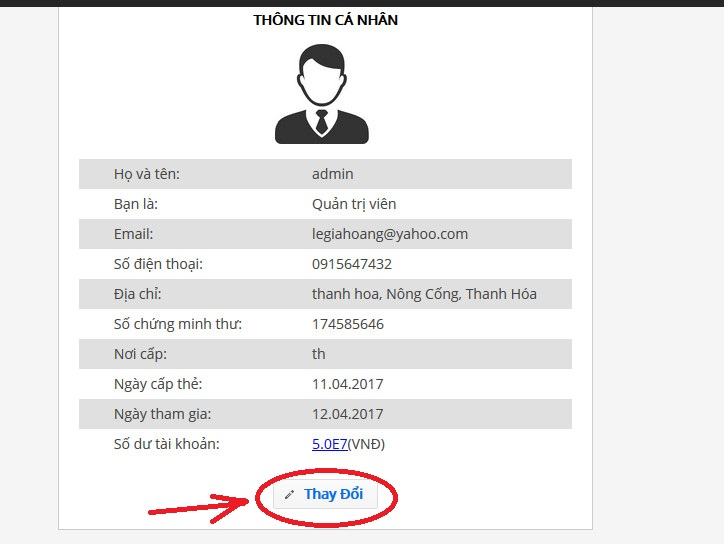 THÔNG TIN CÁ NHÂN
Họ và tên: admin
Bạn là: Quản trị viên
Email: legiahoang@yahoo.com
Số điện thoại: 0915647432
Địa chỉ: thanh hoa, Nông Cống, Thanh Hóa
Số chứng minh thư: 174585646
Nơi cấp: th
Ngày cấp thẻ: 11.04.2017
Ngày tham gia: 12.04.2017
Số dư tài khoản: 5.0E7(VNĐ)
Thay Đổi